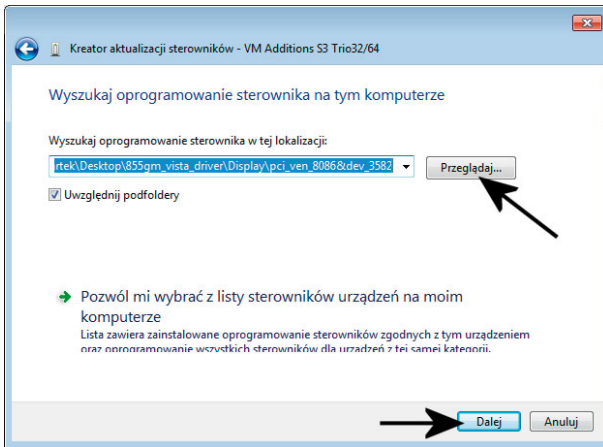 Kreator aktualizacji sterowników - VM Additions S3 Trio32/64
Wyszukaj oprogramowanie sterownika na tym komputerze
Wyszukaj oprogramowanie sterownika w tej lokalizacji:
rtek\Desktop\855gm_vista_driver\Display\pci_ven_8086&dev_3582
Przeglądaj...
Uwzględnij podfoldery
Pozwól mi wybrać z listy sterowników urządzeń na moim
komputerze
Lista zawiera zainstalowane oprogramowanie sterowników zgodnych z tym urządzeniem
oraz oprogramowanie wszystkich sterowników dla urządzeń z tej samej kategorii.
Dalej
Anuluj